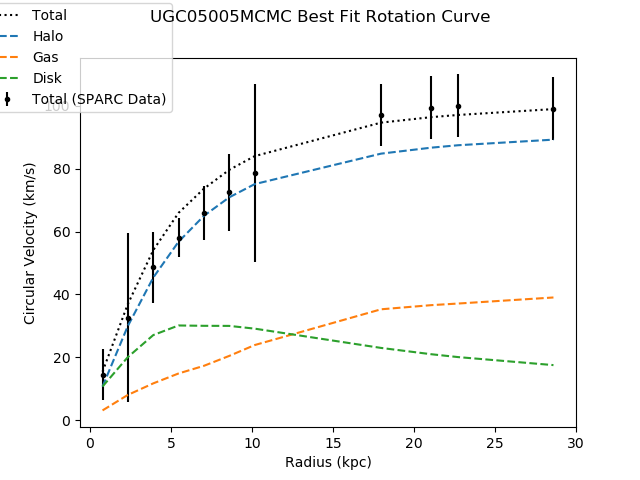 UGC05005MCMC Best Fit Rotation Curve
Total
Halo
Gas
Disk
Total (SPARC Data)
100
80
60
40
20
0
Circular Velocity (km/s)
0 5 10 15 20 25 30
Radius (kpc)